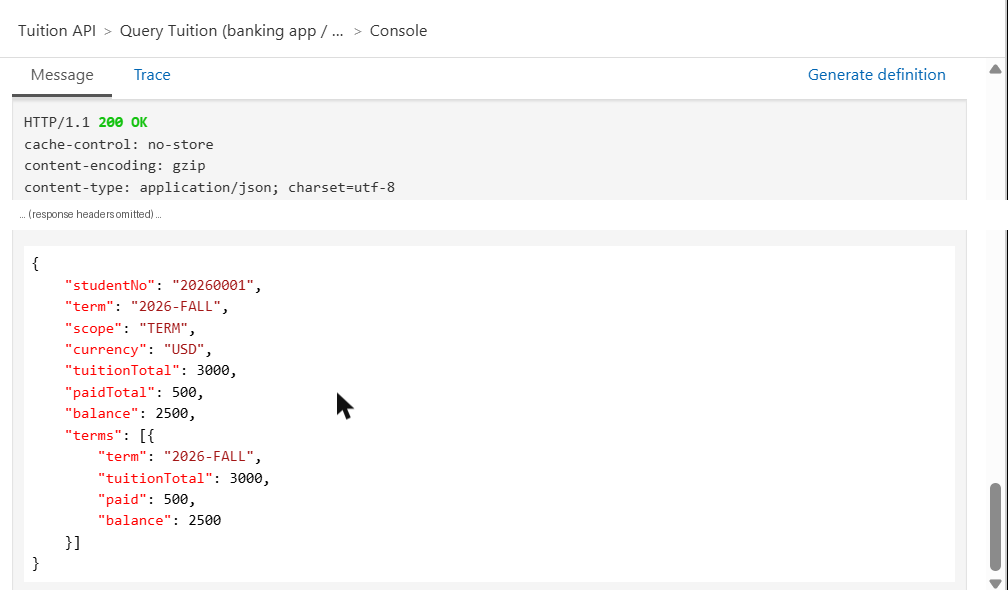 Tuition API > Query Tuition (banking app / ... > Console
Message Trace Generate definition
HTTP/1.1 200 OK
cache-control: no-store
content-encoding: gzip
content-type: application/json; charset=utf-8
... (response headers omitted) ...
{
    "studentNo": "20260001",
    "term": "2026-FALL",
    "scope": "TERM",
    "currency": "USD",
    "tuitionTotal": 3000,
    "paidTotal": 500,
    "balance": 2500,
    "terms": [{
        "term": "2026-FALL",
        "tuitionTotal": 3000,
        "paid": 500,
        "balance": 2500
    }]
}